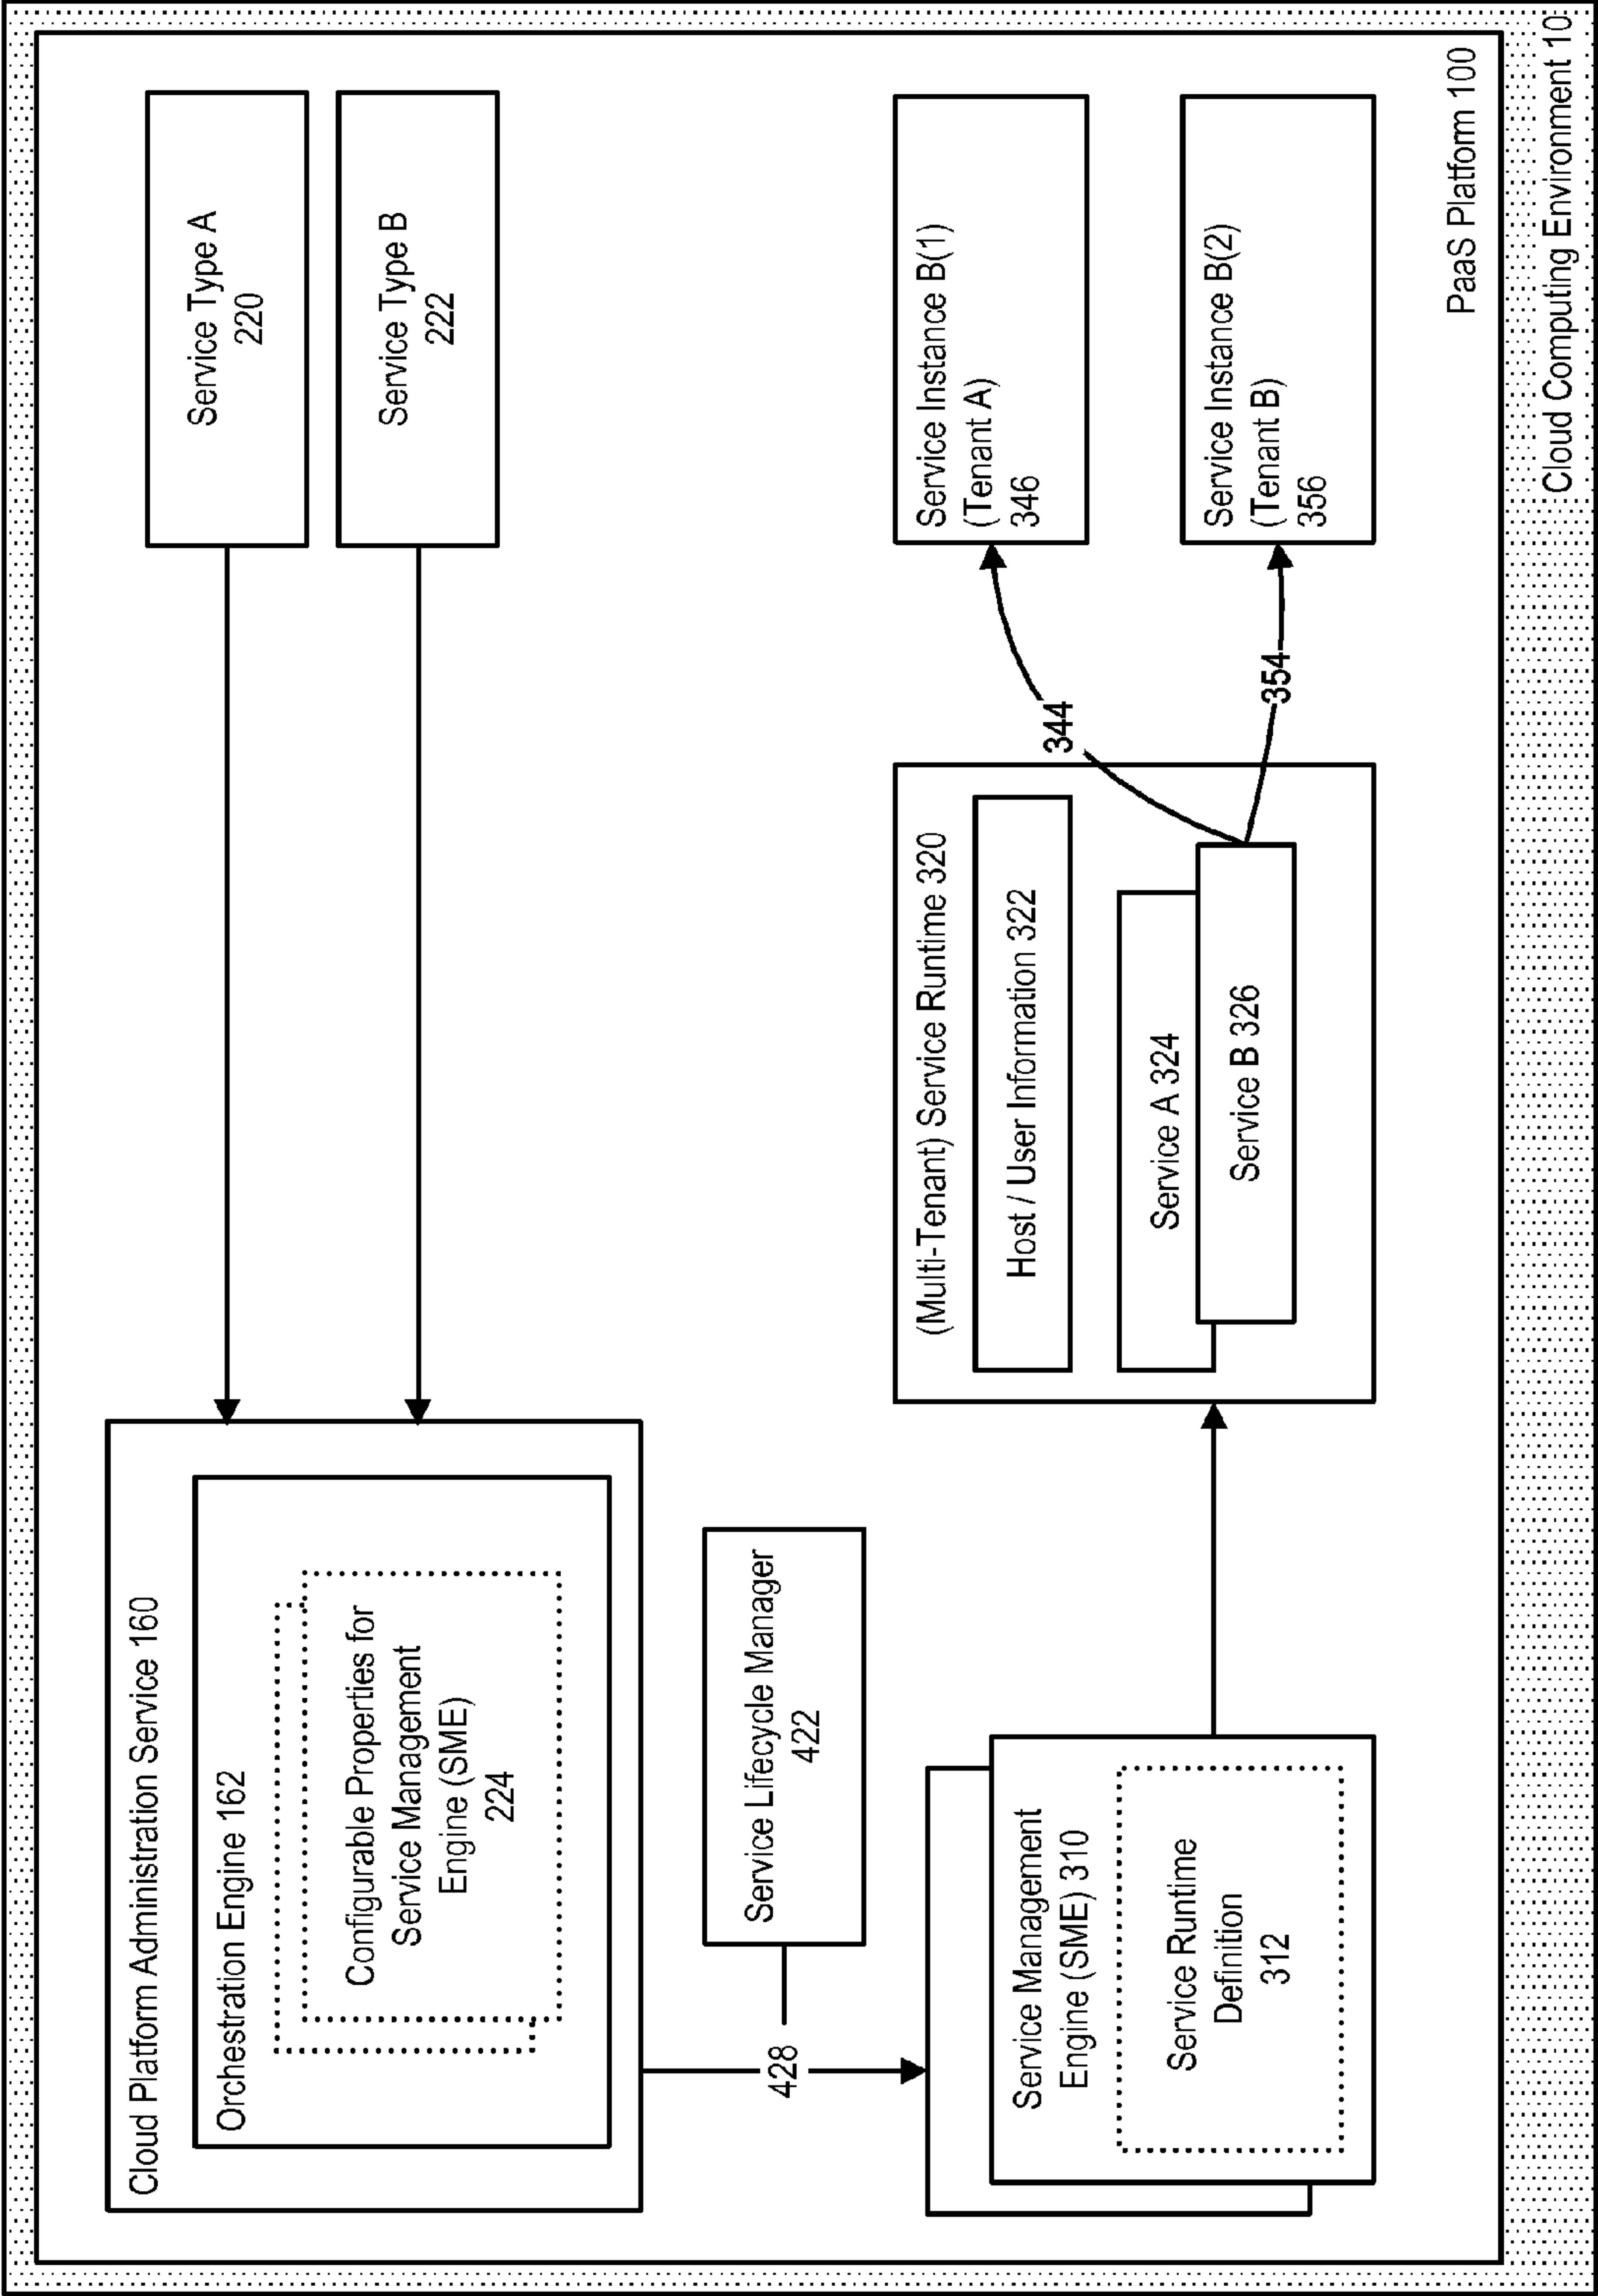 Cloud Platform Administration Service 160
Orchestration Engine 162
Configurable Properties for
Service Management
Engine (SME)
224
Service Type A
220
Service Type B
222
Service Lifecycle Manager
422
428
Service Management
Engine (SME) 310
Service Runtime
Definition
312
(Multi-Tenant) Service Runtime 320
Host / User Information 322
Service A 324
Service B 326
344
354
Service Instance B(1)
(Tenant A)
346
Service Instance B(2)
(Tenant B)
356
PaaS Platform 100
Cloud Computing Environment 10